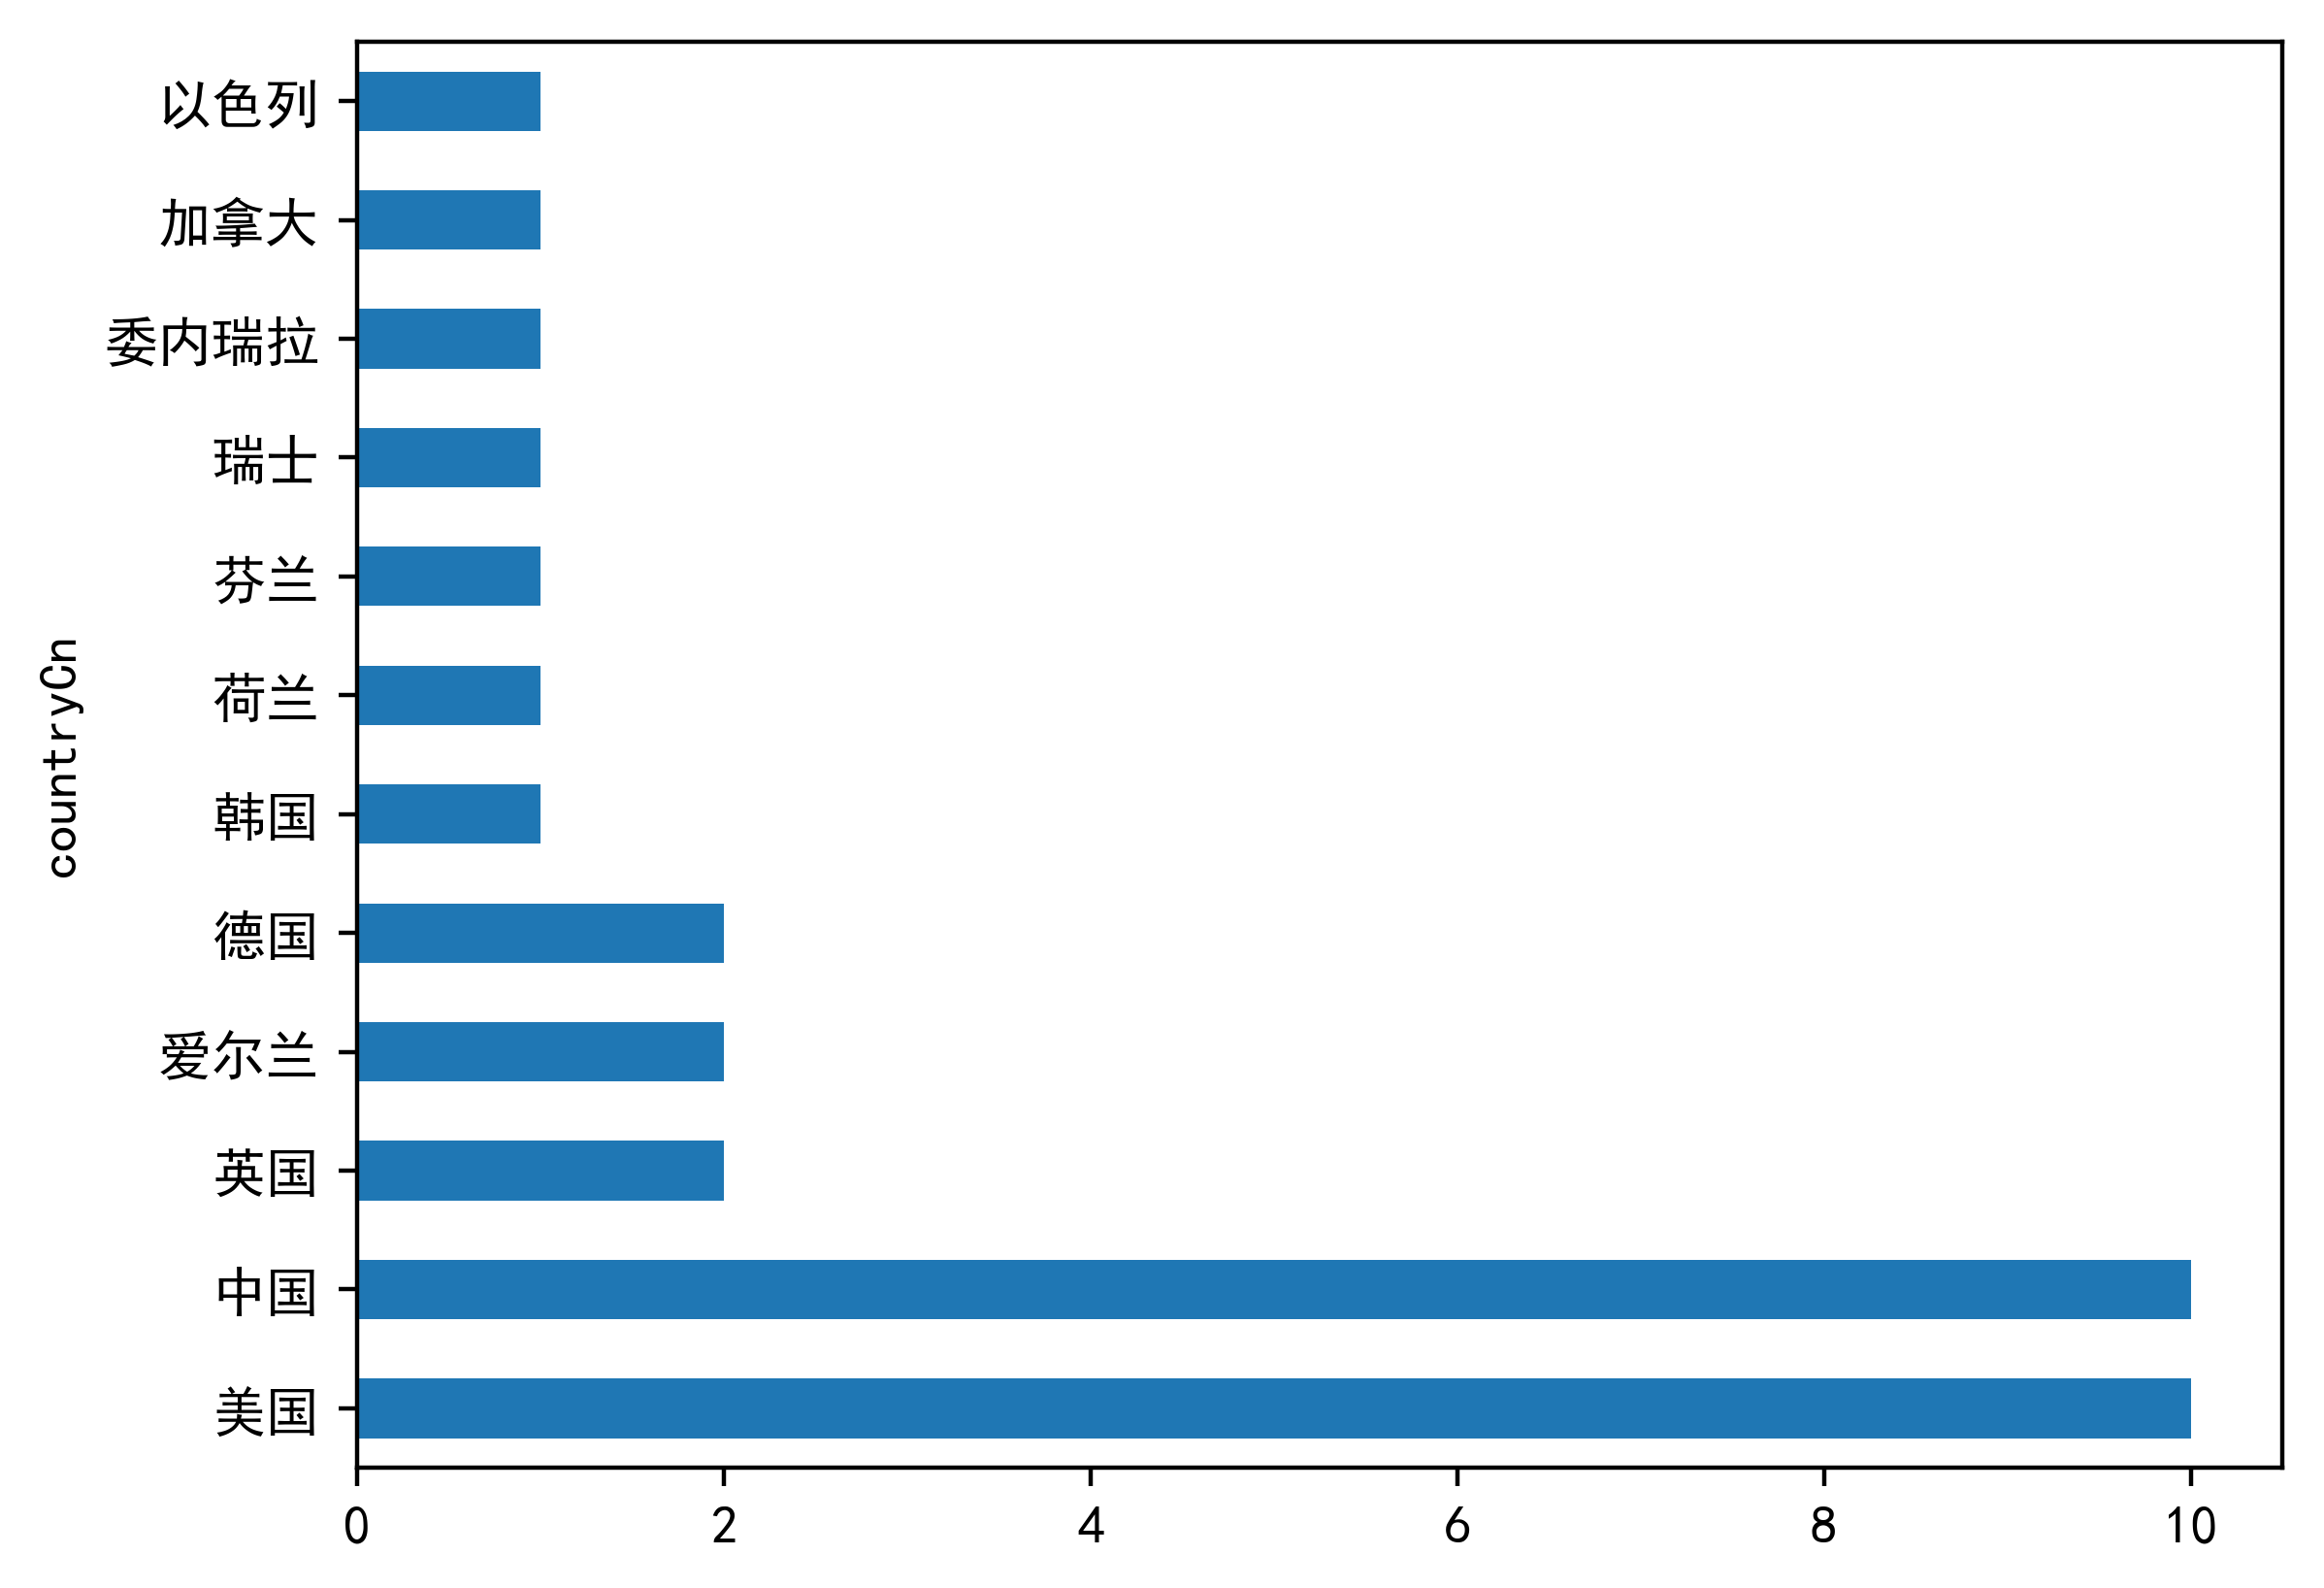 以色列
加拿大
委内瑞拉
瑞士
芬兰
荷兰
韩国
德国
爱尔兰
英国
中国
美国
countryCn
0 2 4 6 8 10